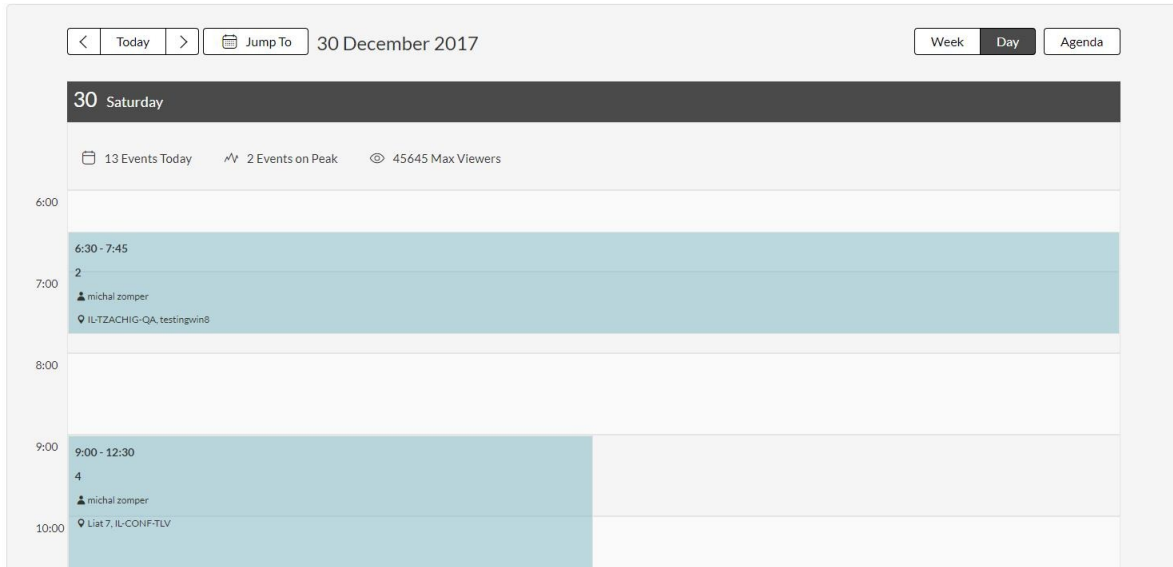 Today Jump To 30 December 2017 Week Day Agenda
30 Saturday
13 Events Today 2 Events on Peak 45645 Max Viewers
6:00
6:30 - 7:45
2
7:00
michal zomper
IL-TZACHIG-QA, testingwin8
8:00
9:00
9:00 - 12:30
4
michal zomper
Liat 7, IL-CONF-TLV
10:00